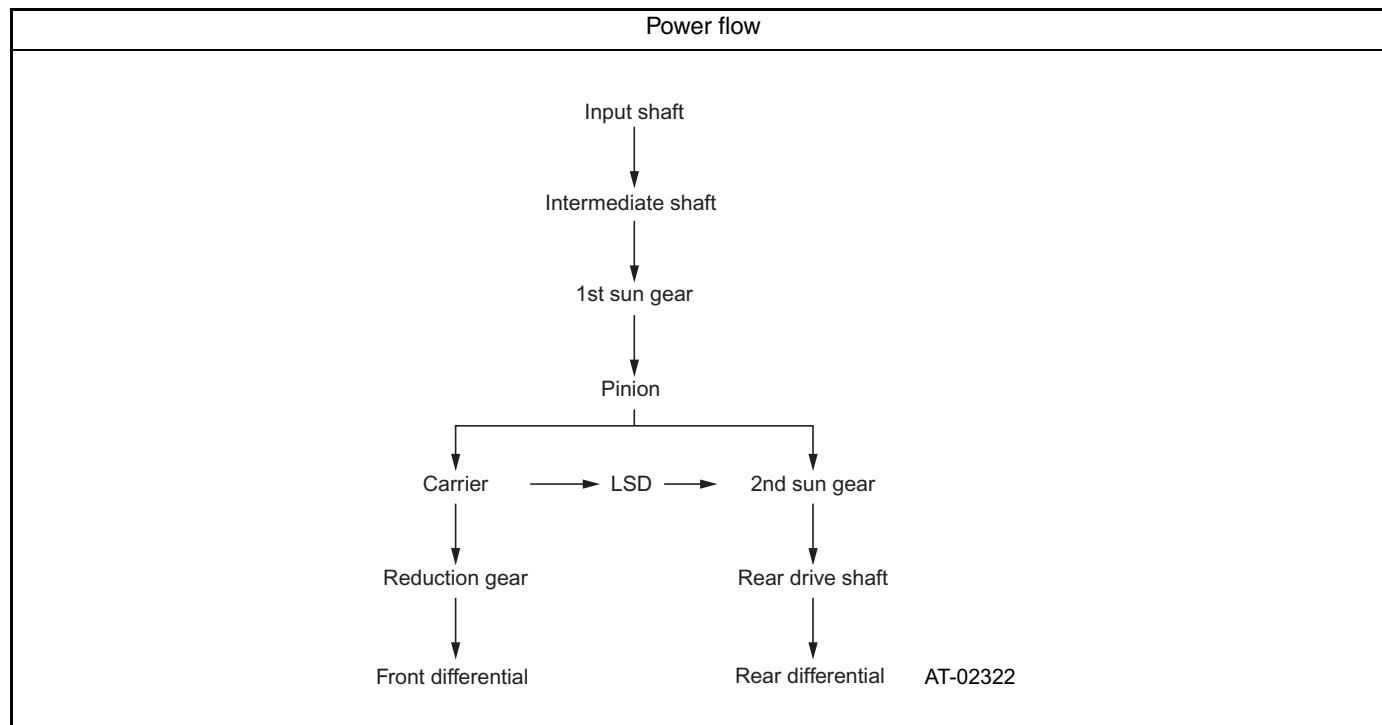 Power flow
Input shaft
Intermediate shaft
1st sun gear
Pinion
Carrier LSD 2nd sun gear
Reduction gear Rear drive shaft
Front differential Rear differential AT-02322